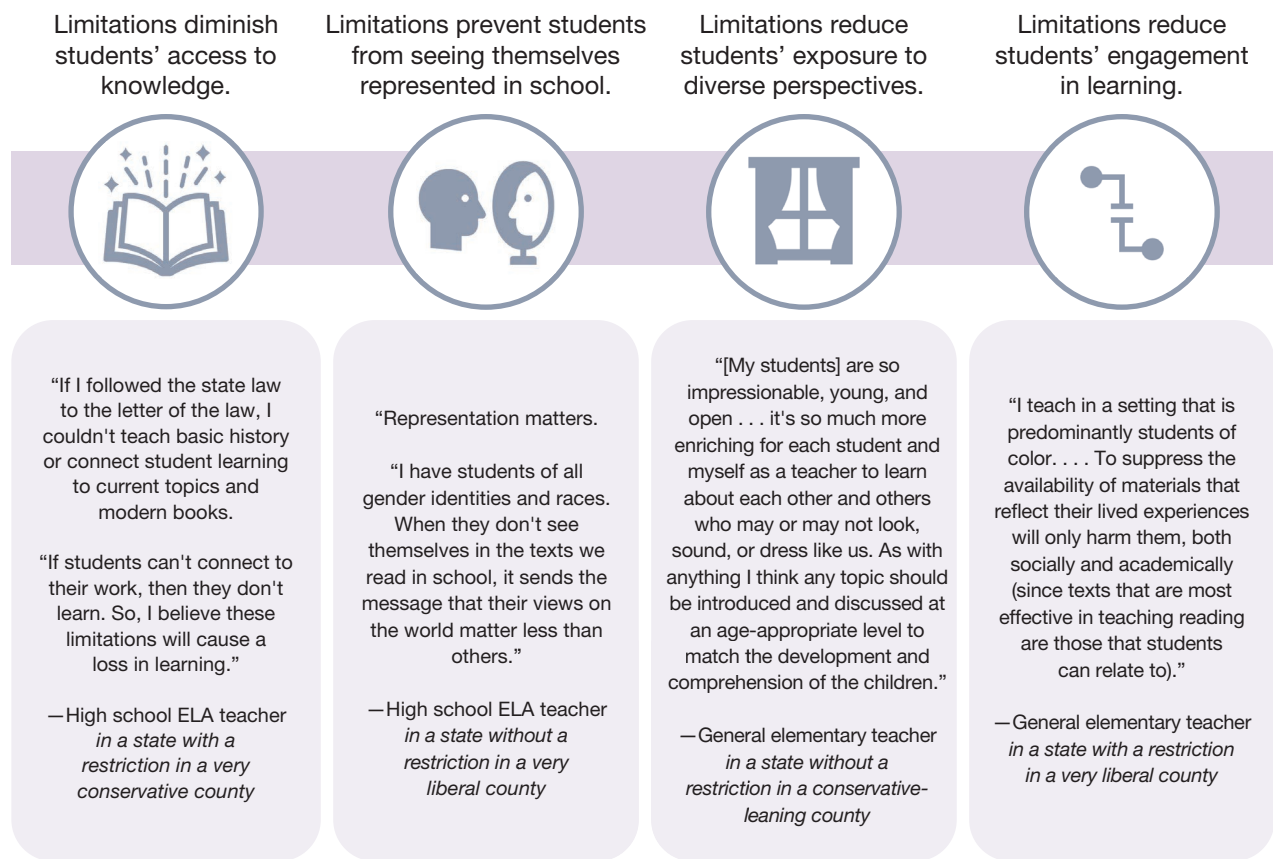 Limitations diminish
students’ access to
knowledge.
Limitations prevent students
from seeing themselves
represented in school.
Limitations reduce
students’ exposure to
diverse perspectives.
Limitations reduce
students’ engagement
in learning.
“If I followed the state law
to the letter of the law, I
couldn't teach basic history
or connect student learning
to current topics and
modern books.
“If students can't connect to
their work, then they don't
learn. So, I believe these
limitations will cause a
loss in learning.”
—High school ELA teacher
in a state with a
restriction in a very
conservative county
“Representation matters.
“I have students of all
gender identities and races.
When they don't see
themselves in the texts we
read in school, it sends the
message that their views on
the world matter less than
others.”
—High school ELA teacher
in a state without a
restriction in a very
liberal county
“[My students] are so
impressionable, young, and
open . . . it's so much more
enriching for each student and
myself as a teacher to learn
about each other and others
who may or may not look,
sound, or dress like us. As with
anything I think any topic should
be introduced and discussed at
an age-appropriate level to
match the development and
comprehension of the children.”
—General elementary teacher
in a state without a
restriction in a conservative-
leaning county
“I teach in a setting that is
predominantly students of
color. . . . To suppress the
availability of materials that
reflect their lived experiences
will only harm them, both
socially and academically
(since texts that are most
effective in teaching reading
are those that students
can relate to).”
—General elementary teacher
in a state with a restriction
in a very liberal county